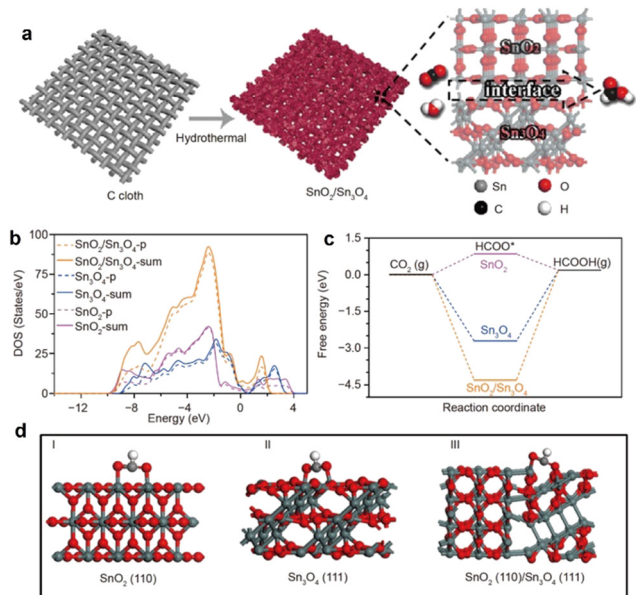 a
C cloth
Hydrothermal
SnO₂/Sn₃O₄
SnO₂
interface
Sn₃O₄
Sn
O
C
H
b
DOS (States/eV)
100
75
50
25
0
SnO₂/Sn₃O₄-p
SnO₂/Sn₃O₄-sum
Sn₃O₄-p
Sn₃O₄-sum
SnO₂-p
SnO₂-sum
−12
−8
−4
0
4
Energy (eV)
c
Free energy (eV)
1.5
0.0
−1.5
−3.0
−4.5
CO₂ (g)
HCOO*
SnO₂
HCOOH(g)
Sn₃O₄
SnO₂/Sn₃O₄
Reaction coordinate
d
I
II
III
SnO₂ (110)
Sn₃O₄ (111)
SnO₂ (110)/Sn₃O₄ (111)